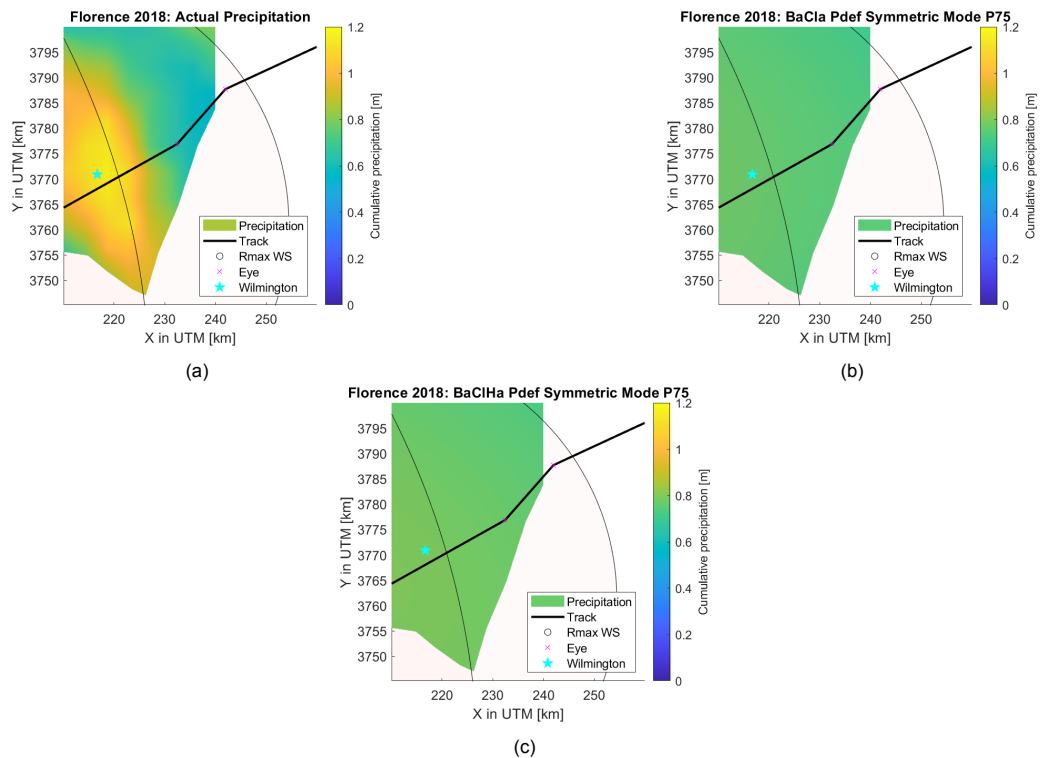 Florence 2018: Actual Precipitation
3795
3790
3785
3780
3775
3770
3765
3760
3755
3750
Y in UTM [km]
220
230
240
250
X in UTM [km]
1.2
1
0.8
0.6
0.4
0.2
0
Cumulative precipitation [m]
Precipitation
Track
Rmax WS
Eye
Wilmington
(a)
Florence 2018: BaCla Pdef Symmetric Mode P75
3795
3790
3785
3780
3775
3770
3765
3760
3755
3750
Y in UTM [km]
220
230
240
250
X in UTM [km]
1.2
1
0.8
0.6
0.4
0.2
0
Cumulative precipitation [m]
Precipitation
Track
Rmax WS
Eye
Wilmington
(b)
Florence 2018: BaClHa Pdef Symmetric Mode P75
3795
3790
3785
3780
3775
3770
3765
3760
3755
3750
Y in UTM [km]
220
230
240
250
X in UTM [km]
1.2
1
0.8
0.6
0.4
0.2
0
Cumulative precipitation [m]
Precipitation
Track
Rmax WS
Eye
Wilmington
(c)